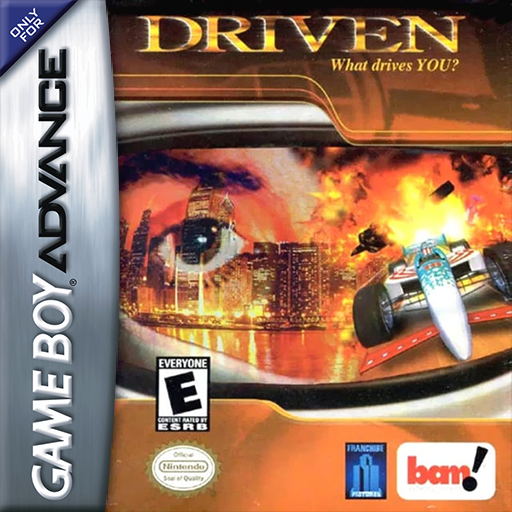 ONLY
FOR
GAME BOY ADVANCE
DRIVEN
What drives YOU?
EVERYONE
E
CONTENT RATED BY
ESRB
Official
Nintendo
Seal of Quality
FRANCHISE
PICTURES
bam!